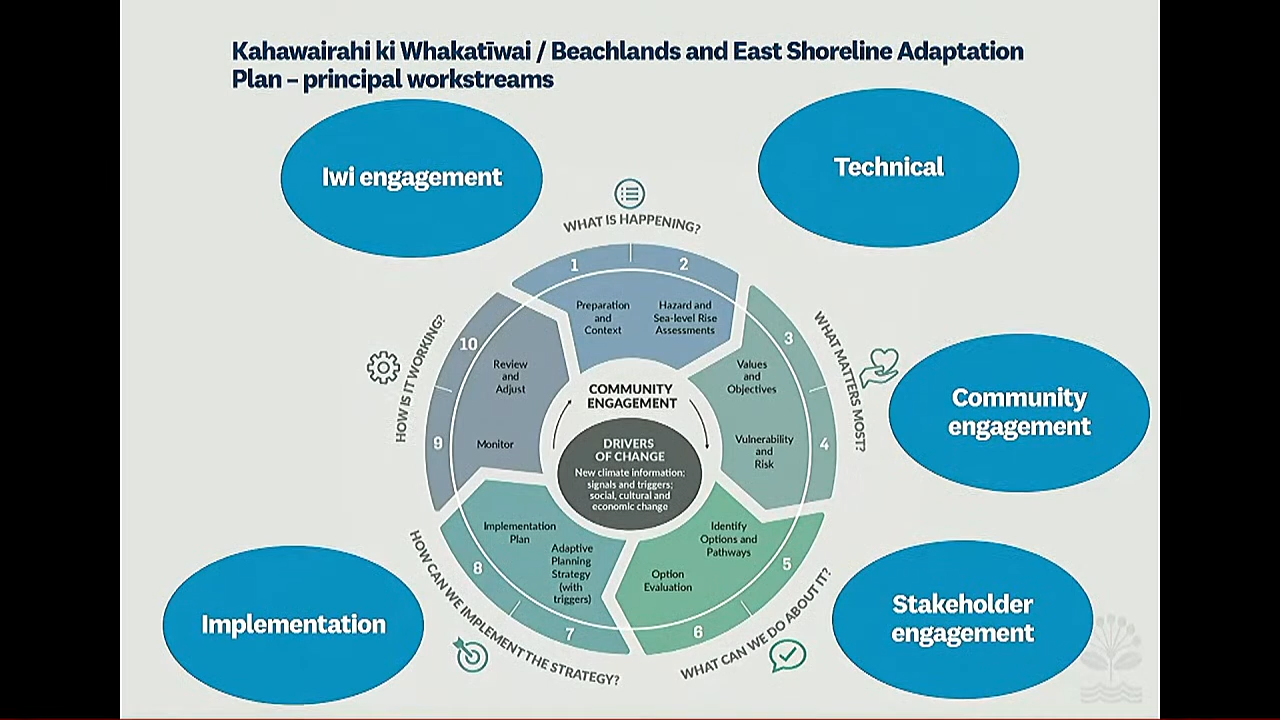 Kahawairahi ki Whakatīwai / Beachlands and East Shoreline Adaptation
Plan – principal workstreams
Iwi engagement
Technical
WHAT IS HAPPENING?
1
2
Preparation
and
Context
Hazard and
Sea-level Rise
Assessments
WHAT MATTERS MOST?
3
Values
and
Objectives
4
Vulnerability
and
Risk
Community
engagement
WHAT CAN WE DO ABOUT IT?
5
Identify
Options and
Pathways
6
Option
Evaluation
Stakeholder
engagement
HOW CAN WE IMPLEMENT THE STRATEGY?
7
Adaptive
Planning
Strategy
(with
triggers)
8
Implementation
Plan
Implementation
HOW IS IT WORKING?
9
Monitor
10
Review
and
Adjust
COMMUNITY
ENGAGEMENT
DRIVERS
OF CHANGE
New climate information;
signals and triggers;
social, cultural and
economic change